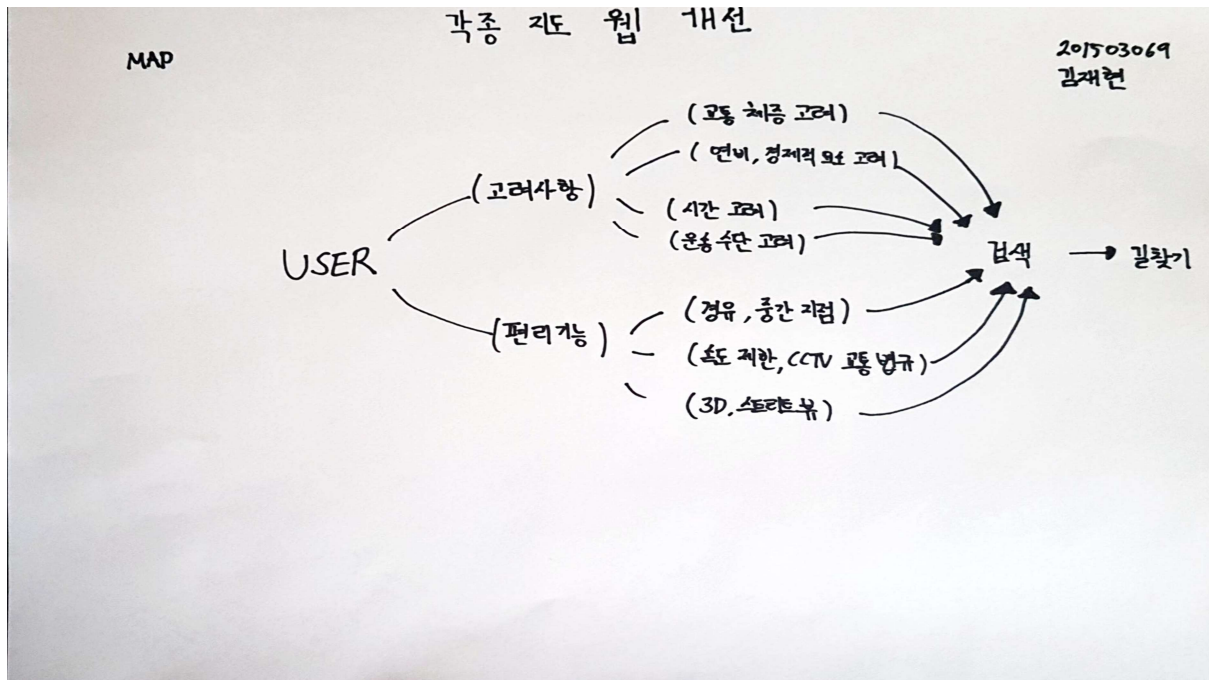 각종 지도 웹 개선
MAP
201503069
김재현
(교통 체증 고려)
(연비, 경제적 요소 고려)
(고려사항)
(시간 고려)
(운송 수단 고려)
USER
검색
길찾기
(경유, 중간 지점)
(편리기능)
(속도 제한, CCTV 교통 법규)
(3D, 스트리트 뷰)